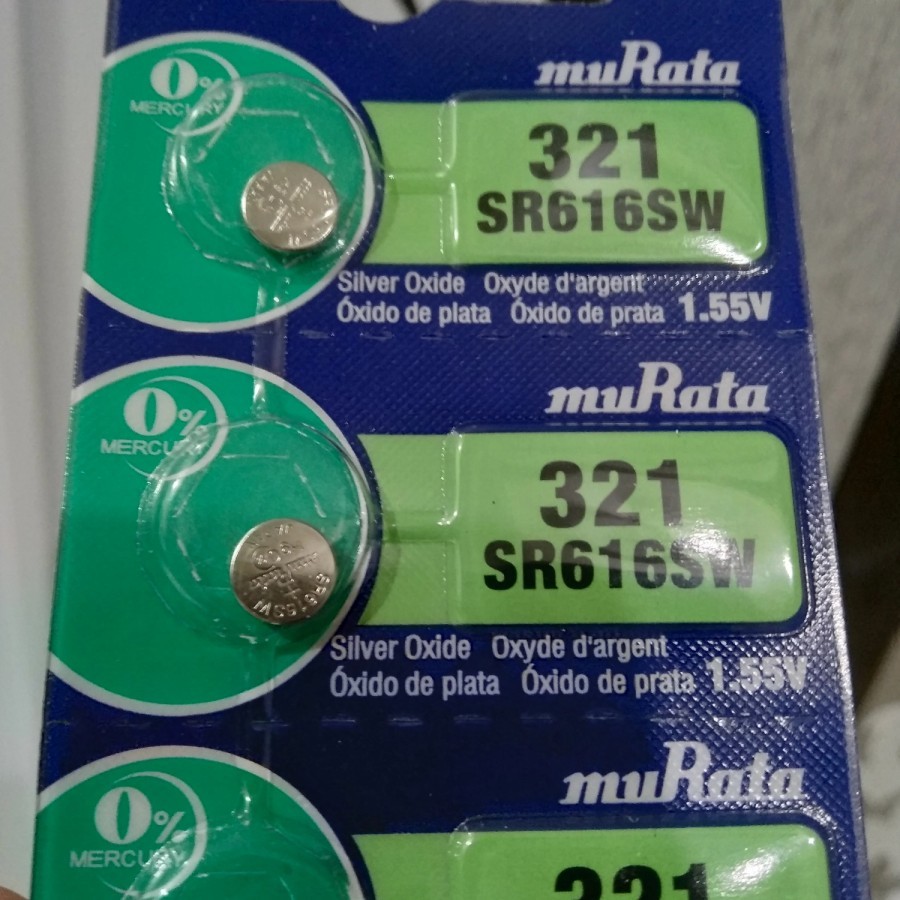 0%
MERCURY
muRata
321
SR616SW
Silver Oxide Oxyde d'argent
Óxido de plata Óxido de prata 1.55V
0%
MERCURY
muRata
321
SR616SW
Silver Oxide Oxyde d'argent
Óxido de plata Óxido de prata 1.55V
0%
MERCURY
muRata
321